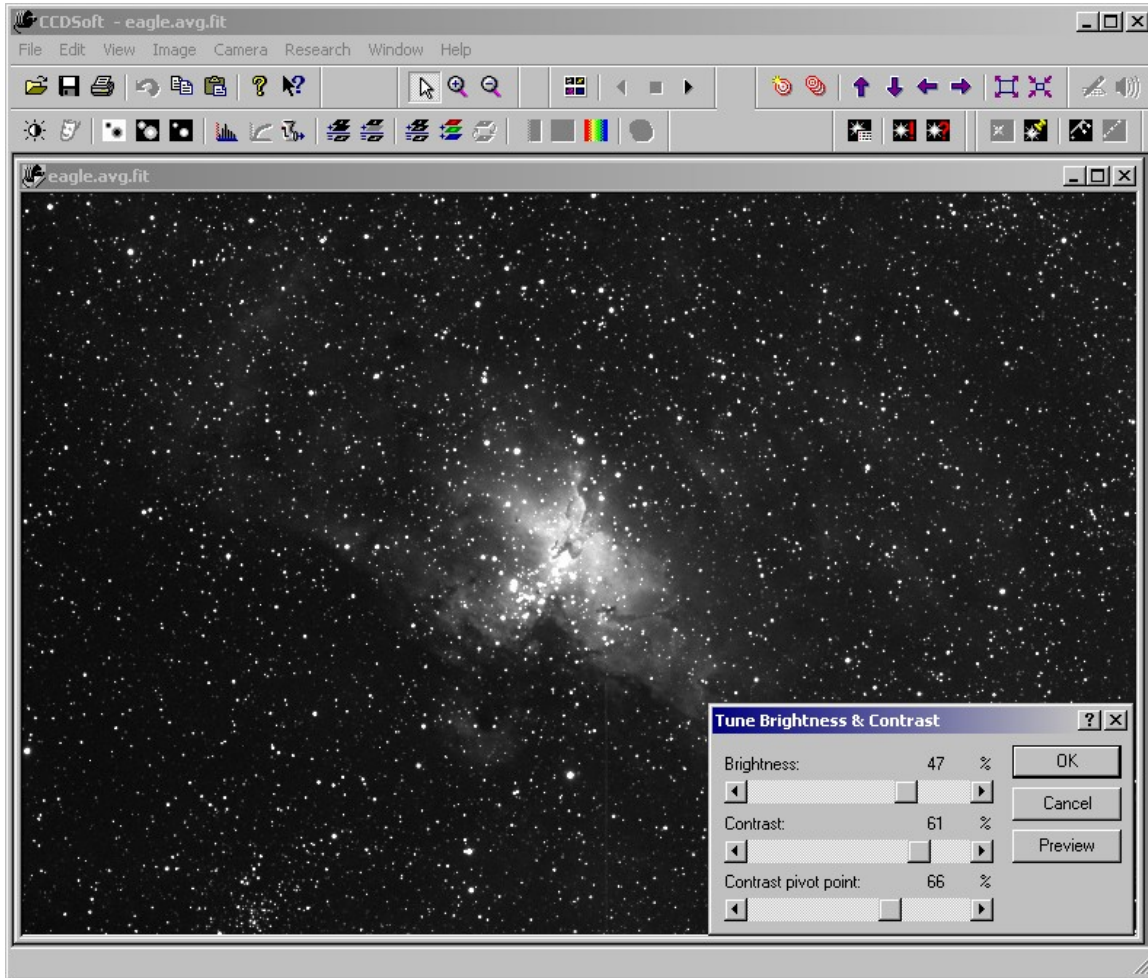 CCDSoft - eagle.avg.fit
File Edit View Image Camera Research Window Help
eagle.avg.fit
Tune Brightness & Contrast
Brightness: 47 %
OK
Cancel
Contrast: 61 %
Preview
Contrast pivot point: 66 %